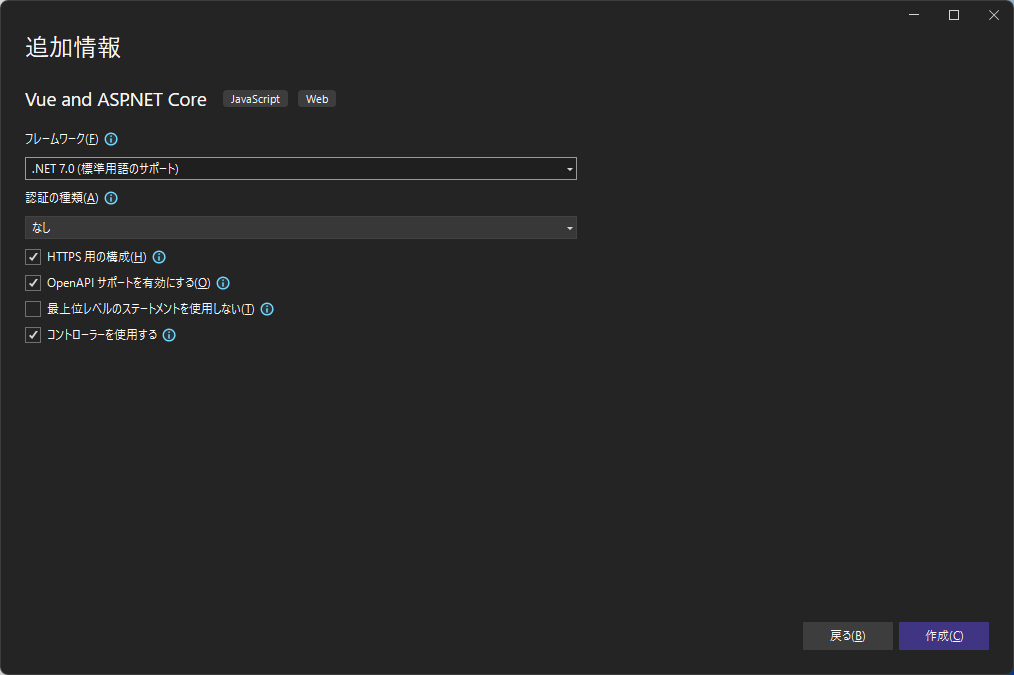 追加情報
Vue and ASP.NET Core JavaScript Web
フレームワーク(F)
.NET 7.0 (標準用語のサポート)
認証の種類(A)
なし
HTTPS 用の構成(H)
OpenAPI サポートを有効にする(O)
最上位レベルのステートメントを使用しない(T)
コントローラーを使用する
戻る(B) 作成(C)